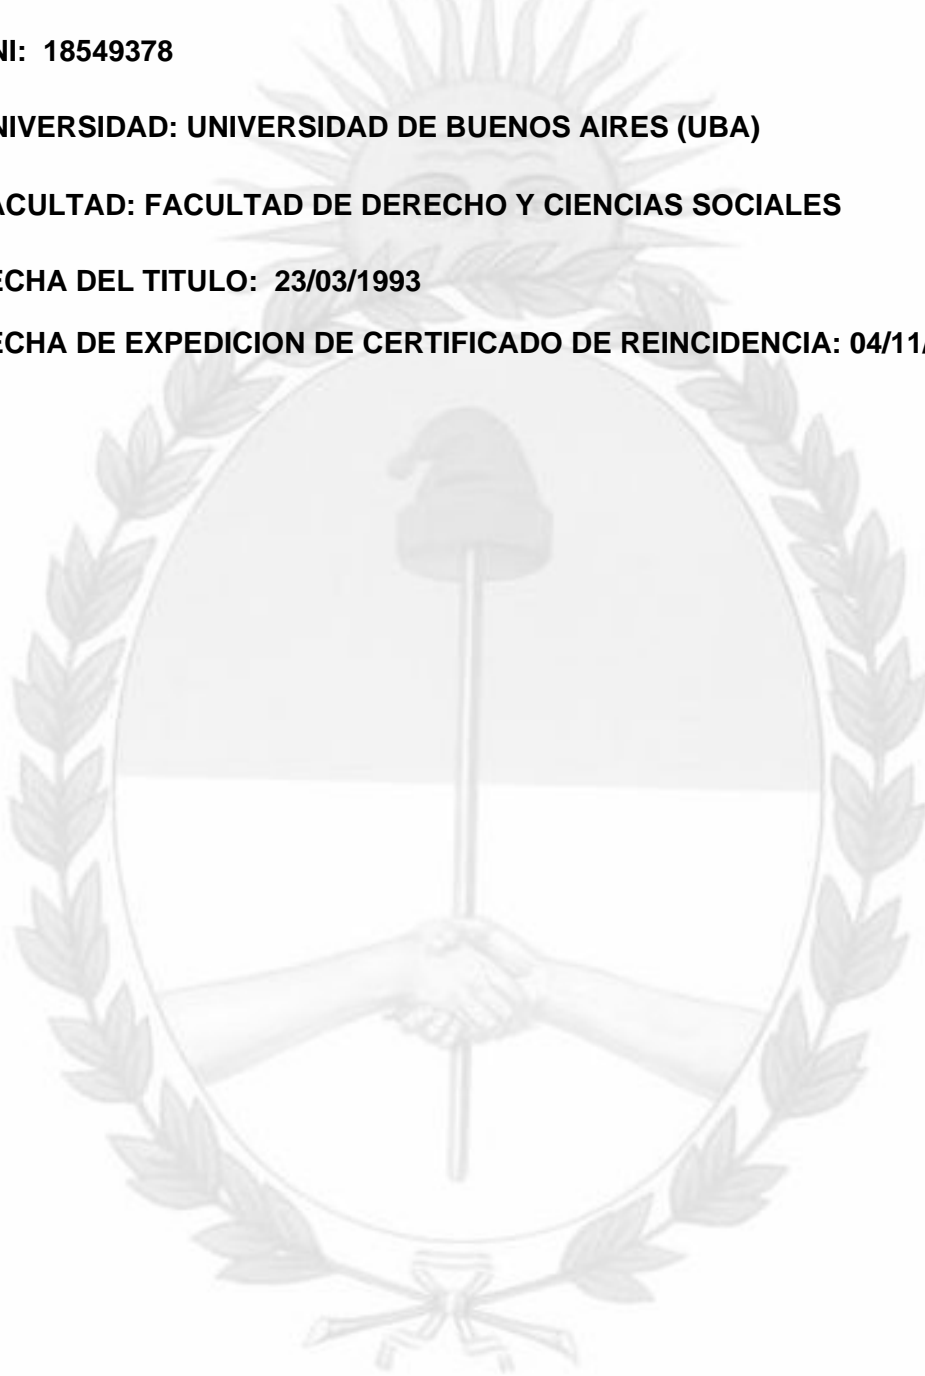 NI: 18549378
NIVERSIDAD: UNIVERSIDAD DE BUENOS AIRES (UBA)
ACULTAD: FACULTAD DE DERECHO Y CIENCIAS SOCIALES
ECHA DEL TITULO: 23/03/1993
ECHA DE EXPEDICION DE CERTIFICADO DE REINCIDENCIA: 04/11/